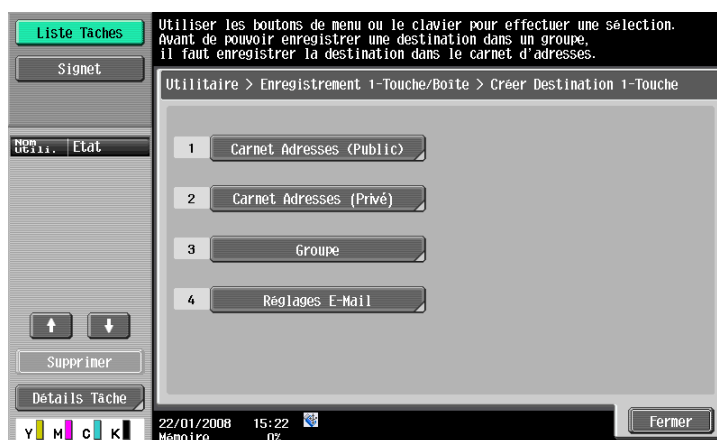 Liste Tâches
Signet
Utiliser les boutons de menu ou le clavier pour effectuer une sélection.
Avant de pouvoir enregistrer une destination dans un groupe,
il faut enregistrer la destination dans le carnet d'adresses.
Utilitaire > Enregistrement 1-Touche/Boîte > Créer Destination 1-Touche
Nom
Utili.
Etat
1 Carnet Adresses (Public)
2 Carnet Adresses (Privé)
3 Groupe
4 Réglages E-Mail
Supprimer
Détails Tâche
Y M C K
22/01/2008 15:22
Mémoire 0%
Fermer